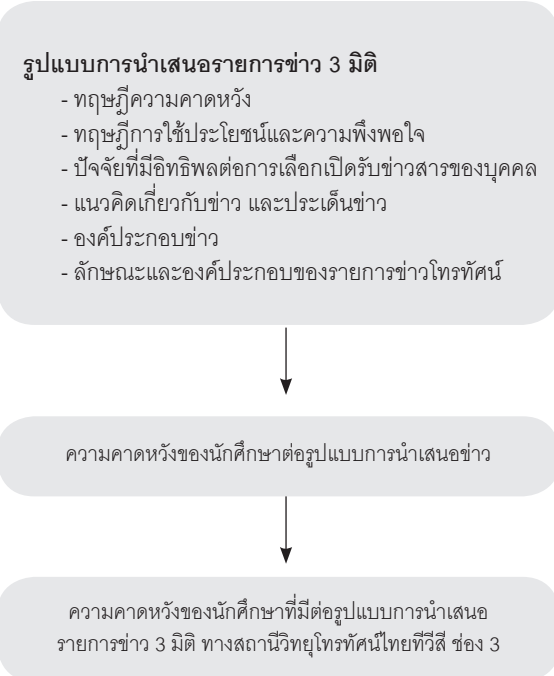 รูปแบบการนำเสนอรายการข่าว 3 มิติ
- ทฤษฎีความคาดหวัง
- ทฤษฎีการใช้ประโยชน์และความพึงพอใจ
- ปัจจัยที่มีอิทธิพลต่อการเลือกเปิดรับข่าวสารของบุคคล
- แนวคิดเกี่ยวกับข่าว และประเด็นข่าว
- องค์ประกอบข่าว
- ลักษณะและองค์ประกอบของรายการข่าวโทรทัศน์
ความคาดหวังของนักศึกษาต่อรูปแบบการนำเสนอข่าว
ความคาดหวังของนักศึกษาที่มีต่อรูปแบบการนำเสนอ
รายการข่าว 3 มิติ ทางสถานีวิทยุโทรทัศน์ไทยทีวีสี ช่อง 3